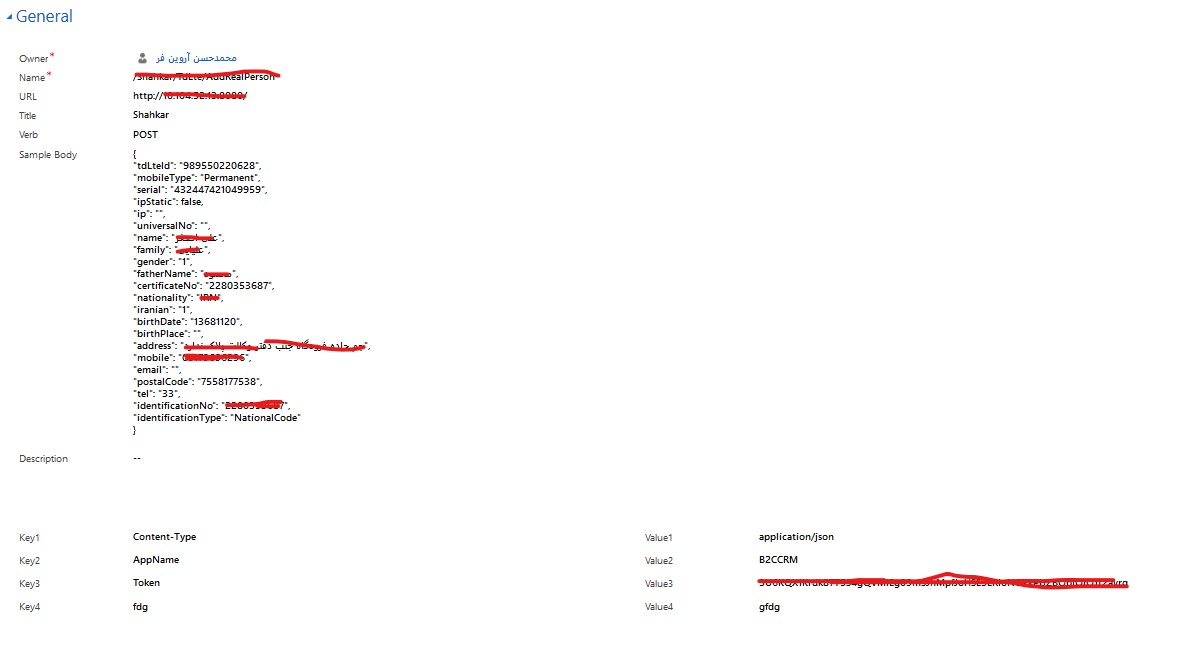 General
Owner*
محمدحسن آروین فر
Name*
URL http://
Title Shahkar
Verb POST
Sample Body {
"tdLteId": "989550220628",
"mobileType": "Permanent",
"serial": "432447421049959",
"ipStatic": false,
"ip": "",
"universalNo": "",
"name": "",
"family": "",
"gender": "1",
"fatherName": "",
"certificateNo": "2280353687",
"nationality": "",
"iranian": "1",
"birthDate": "13681120",
"birthPlace": "",
"address": "",
"mobile": "",
"email": "",
"postalCode": "7558177538",
"tel": "33",
"identificationNo": "",
"identificationType": "NationalCode"
}
Description --
Key1 Content-Type Value1 application/json
Key2 AppName Value2 B2CCRM
Key3 Token Value3
Key4 fdg Value4 gfdg